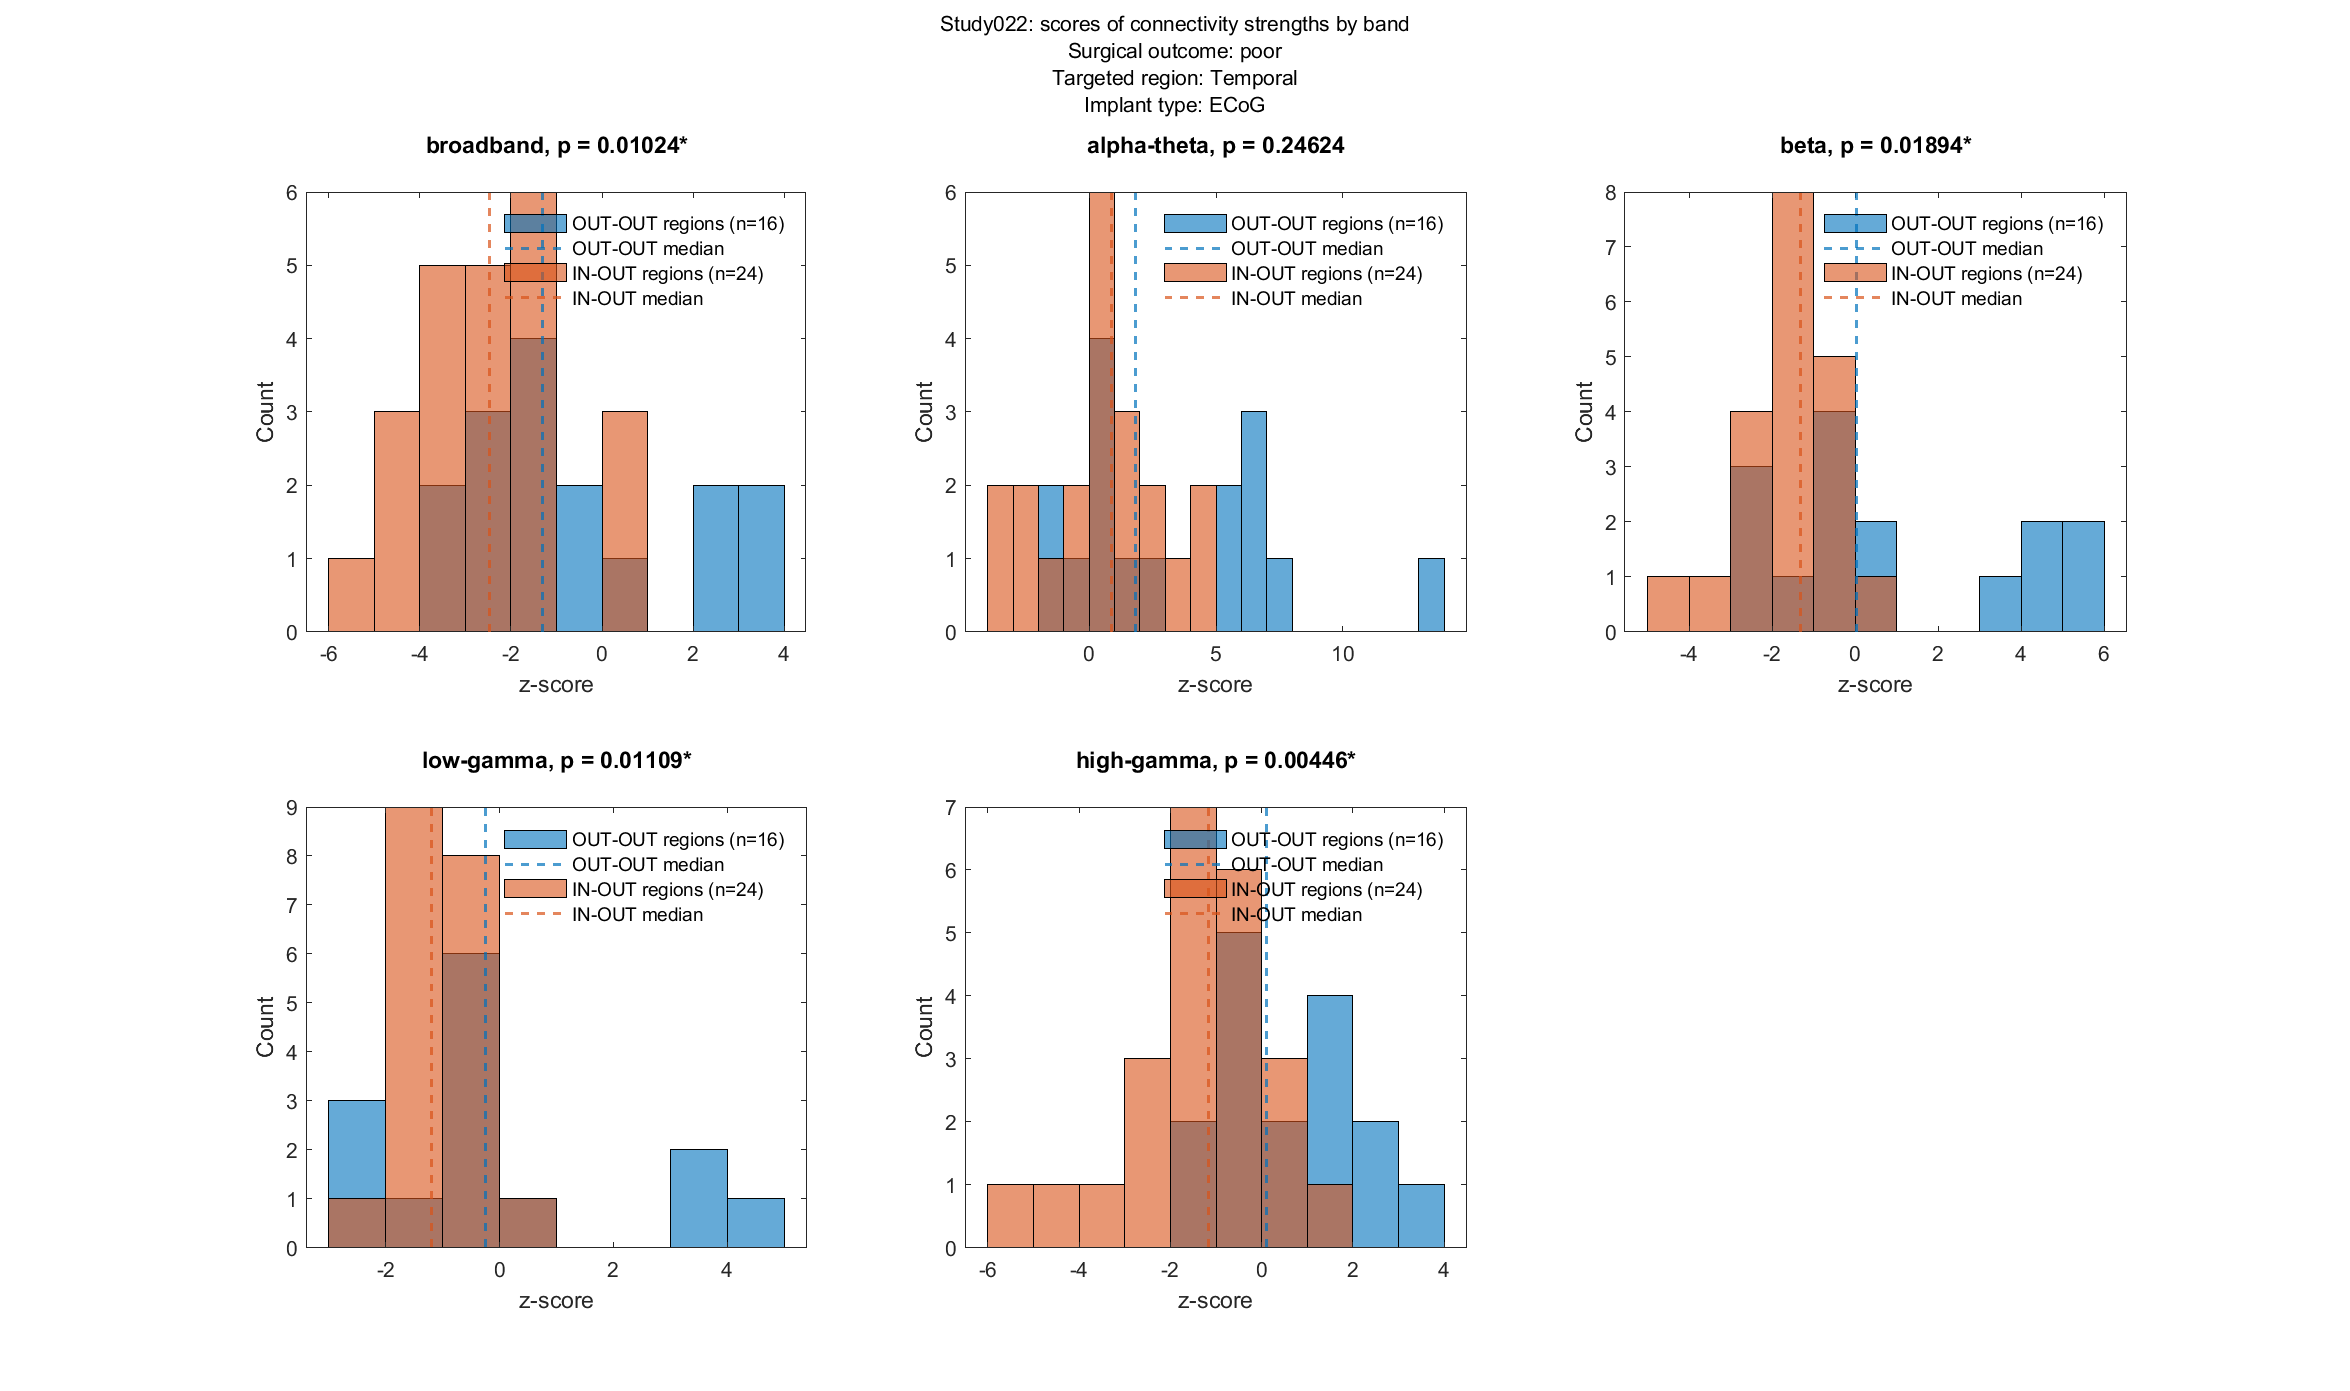 Study022: scores of connectivity strengths by band
Surgical outcome: poor
Targeted region: Temporal
Implant type: ECoG
broadband, p = 0.01024*
6
5
4
3
2
1
0
Count
OUT-OUT regions (n=16)
OUT-OUT median
IN-OUT regions (n=24)
IN-OUT median
-6 -4 -2 0 2 4
z-score
alpha-theta, p = 0.24624
6
5
4
3
2
1
0
Count
OUT-OUT regions (n=16)
OUT-OUT median
IN-OUT regions (n=24)
IN-OUT median
0 5 10
z-score
beta, p = 0.01894*
8
7
6
5
4
3
2
1
0
Count
OUT-OUT regions (n=16)
OUT-OUT median
IN-OUT regions (n=24)
IN-OUT median
-4 -2 0 2 4 6
z-score
low-gamma, p = 0.01109*
9
8
7
6
5
4
3
2
1
0
Count
OUT-OUT regions (n=16)
OUT-OUT median
IN-OUT regions (n=24)
IN-OUT median
-2 0 2 4
z-score
high-gamma, p = 0.00446*
7
6
5
4
3
2
1
0
Count
OUT-OUT regions (n=16)
OUT-OUT median
IN-OUT regions (n=24)
IN-OUT median
-6 -4 -2 0 2 4
z-score